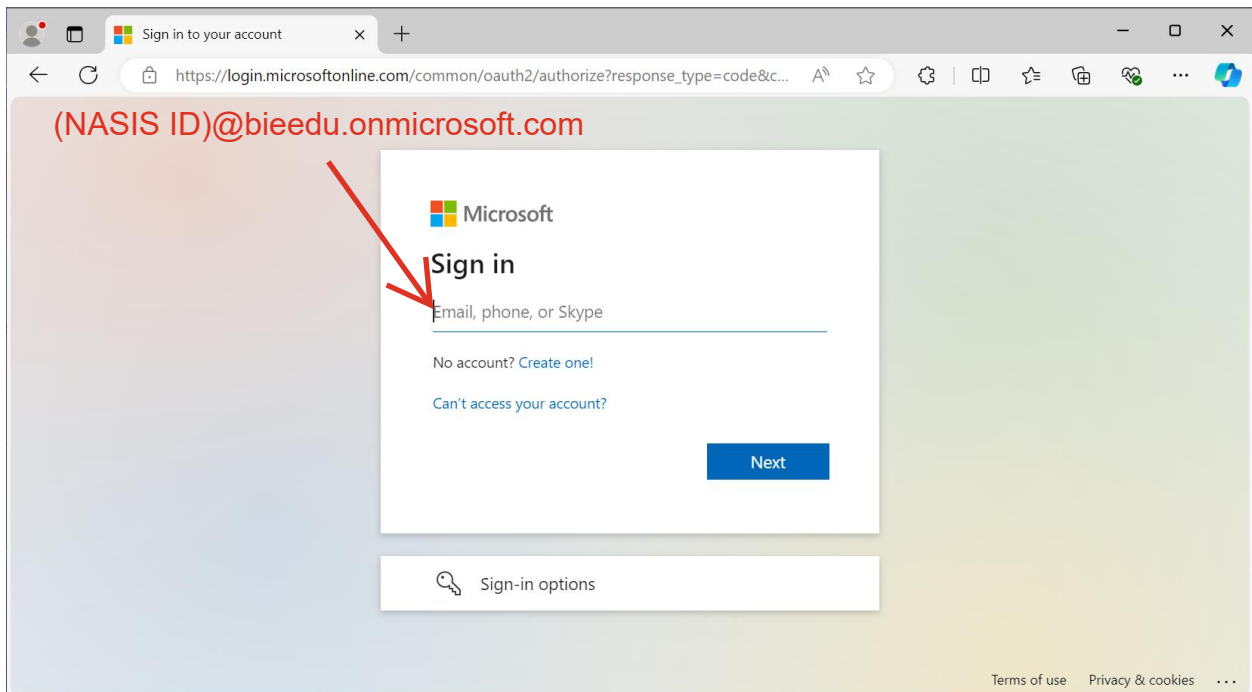 Sign in to your account
https://login.microsoftonline.com/common/oauth2/authorize?response_type=code&c...
(NASIS ID)@bieedu.onmicrosoft.com
Microsoft
Sign in
Email, phone, or Skype
No account? Create one!
Can't access your account?
Next
Sign-in options
Terms of use Privacy & cookies ...